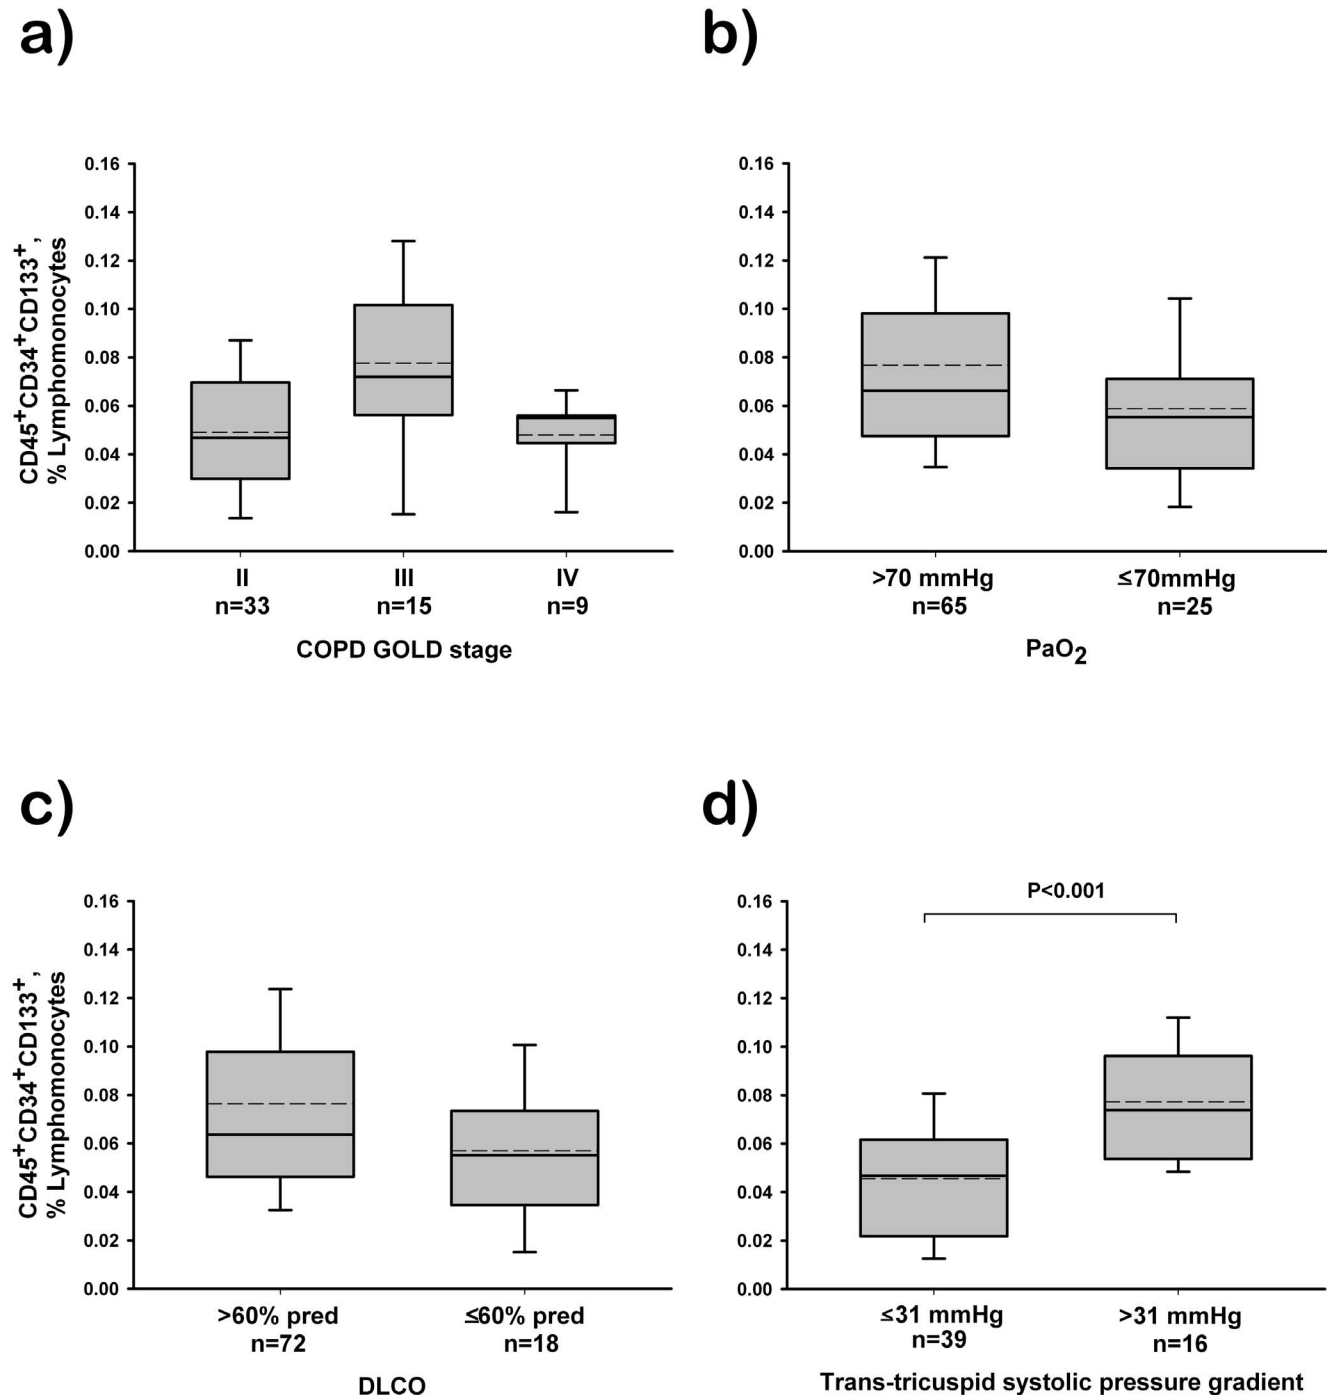 a)
CD45+CD34+CD133+,
% Lymphomonocytes
0.16
0.14
0.12
0.10
0.08
0.06
0.04
0.02
0.00
II
III
IV
n=33
n=15
n=9
COPD GOLD stage
b)
0.16
0.14
0.12
0.10
0.08
0.06
0.04
0.02
0.00
>70 mmHg
≤70mmHg
n=65
n=25
PaO2
c)
CD45+CD34+CD133+,
% Lymphomonocytes
0.16
0.14
0.12
0.10
0.08
0.06
0.04
0.02
0.00
>60% pred
≤60% pred
n=72
n=18
DLCO
d)
P<0.001
0.16
0.14
0.12
0.10
0.08
0.06
0.04
0.02
0.00
≤31 mmHg
>31 mmHg
n=39
n=16
Trans-tricuspid systolic pressure gradient